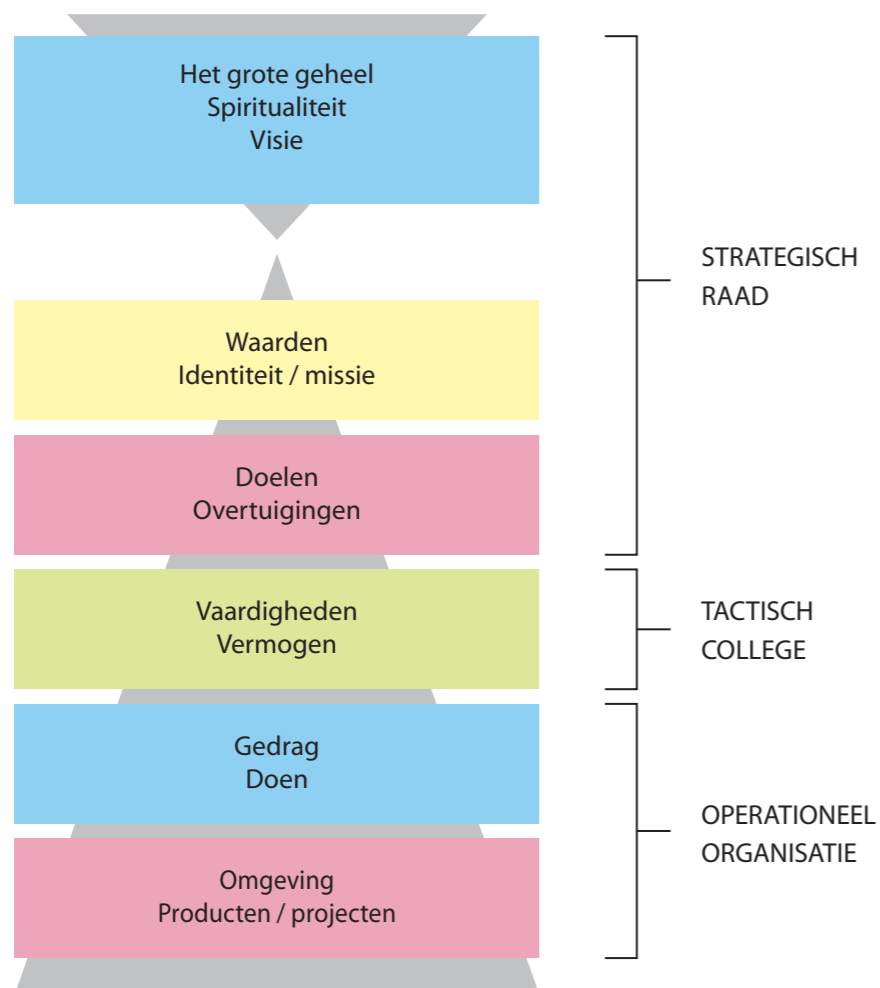 Het grote geheel
Spiritualiteit
Visie
STRATEGISCH
RAAD
Waarden
Identiteit / missie
Doelen
Overtuigingen
Vaardigheden
Vermogen
TACTISCH
COLLEGE
Gedrag
Doen
OPERATIONEEL
ORGANISATIE
Omgeving
Producten / projecten